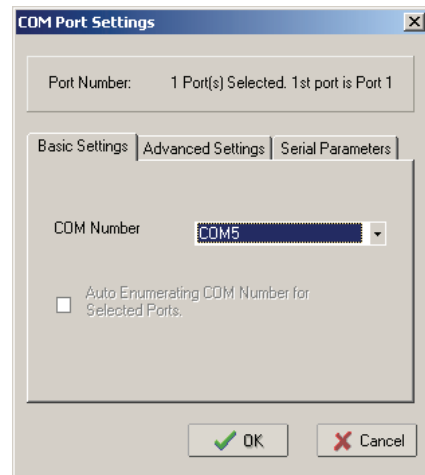 COM Port Settings
Port Number: 1 Port(s) Selected. 1st port is Port 1
Basic Settings Advanced Settings Serial Parameters
COM Number COM5
Auto Enumerating COM Number for
Selected Ports.
OK Cancel